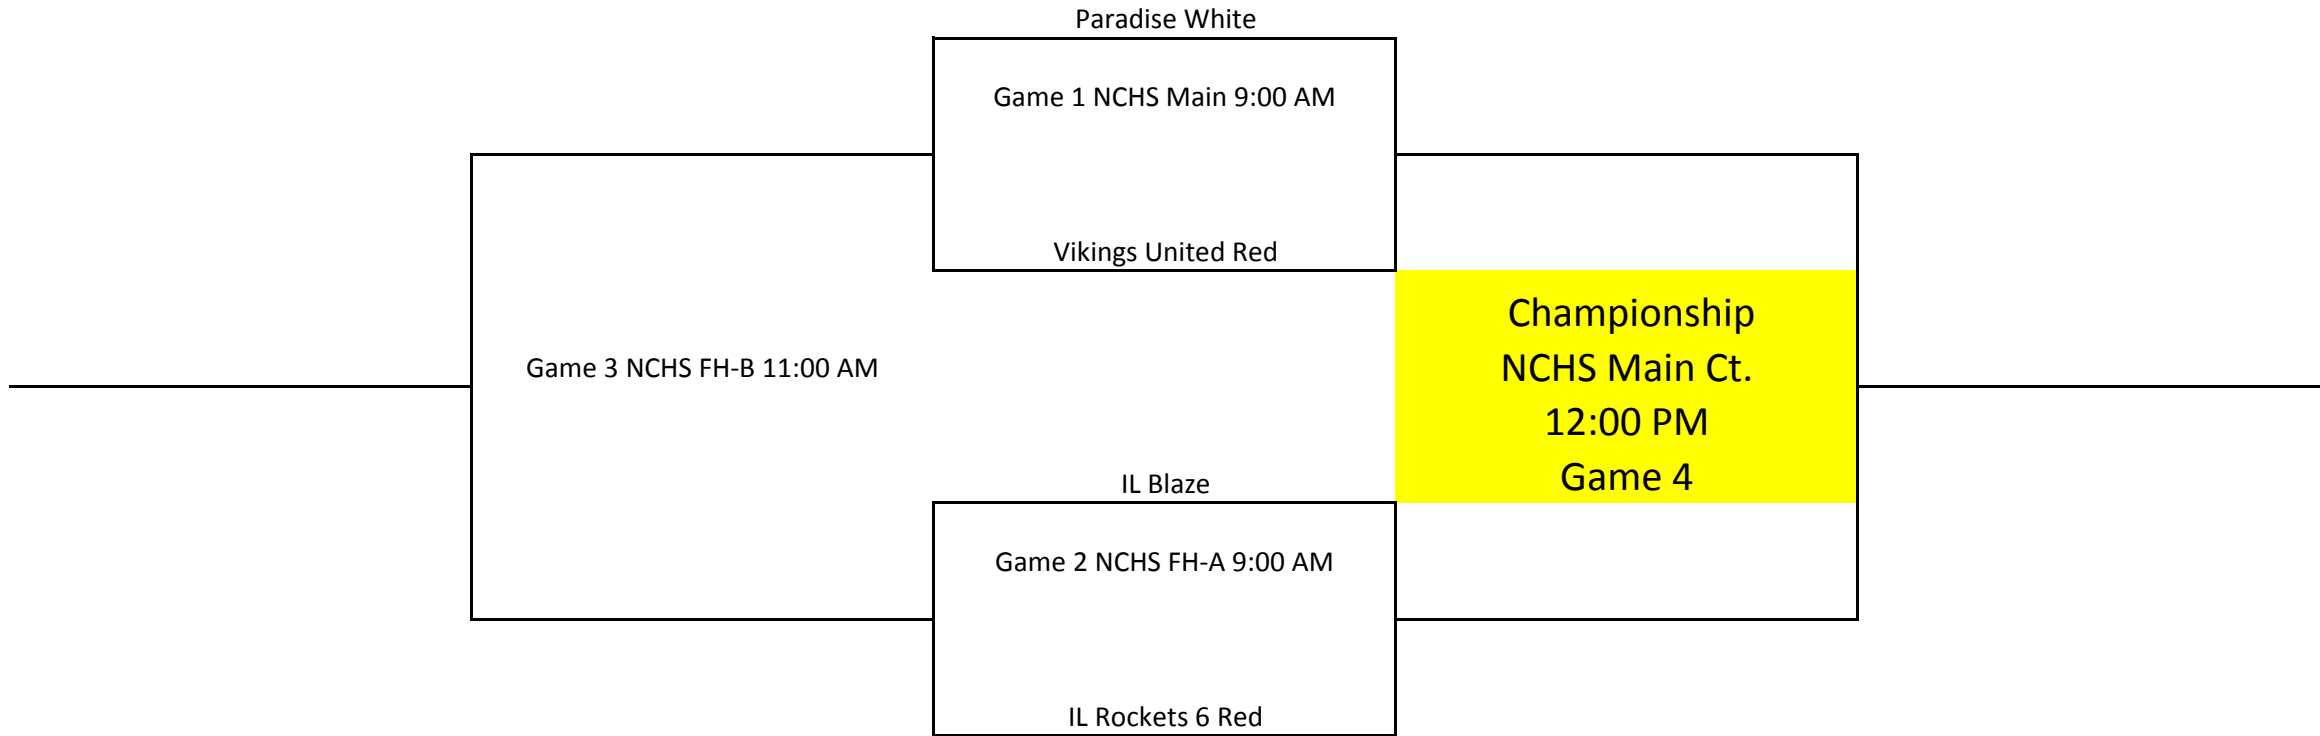 Paradise White
Game 1 NCHS Main 9:00 AM
Vikings United Red
Championship
NCHS Main Ct.
12:00 PM
Game 4
Game 3 NCHS FH-B 11:00 AM
IL Blaze
Game 2 NCHS FH-A 9:00 AM
IL Rockets 6 Red